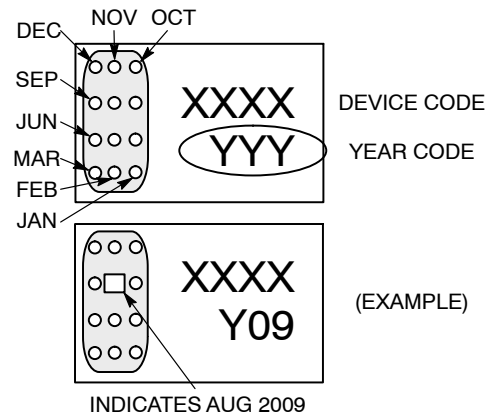 NOV OCT
DEC
SEP
JUN
MAR
FEB
JAN
XXXX DEVICE CODE
YYY YEAR CODE
XXXX
Y09
(EXAMPLE)
INDICATES AUG 2009